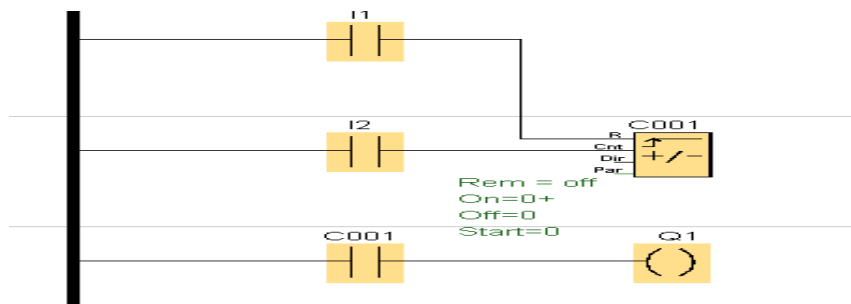 I1
I2
C001
R
Cnt
Dir
Par
+/-
Rem = off
On=0+
Off=0
Start=0
C001
Q1